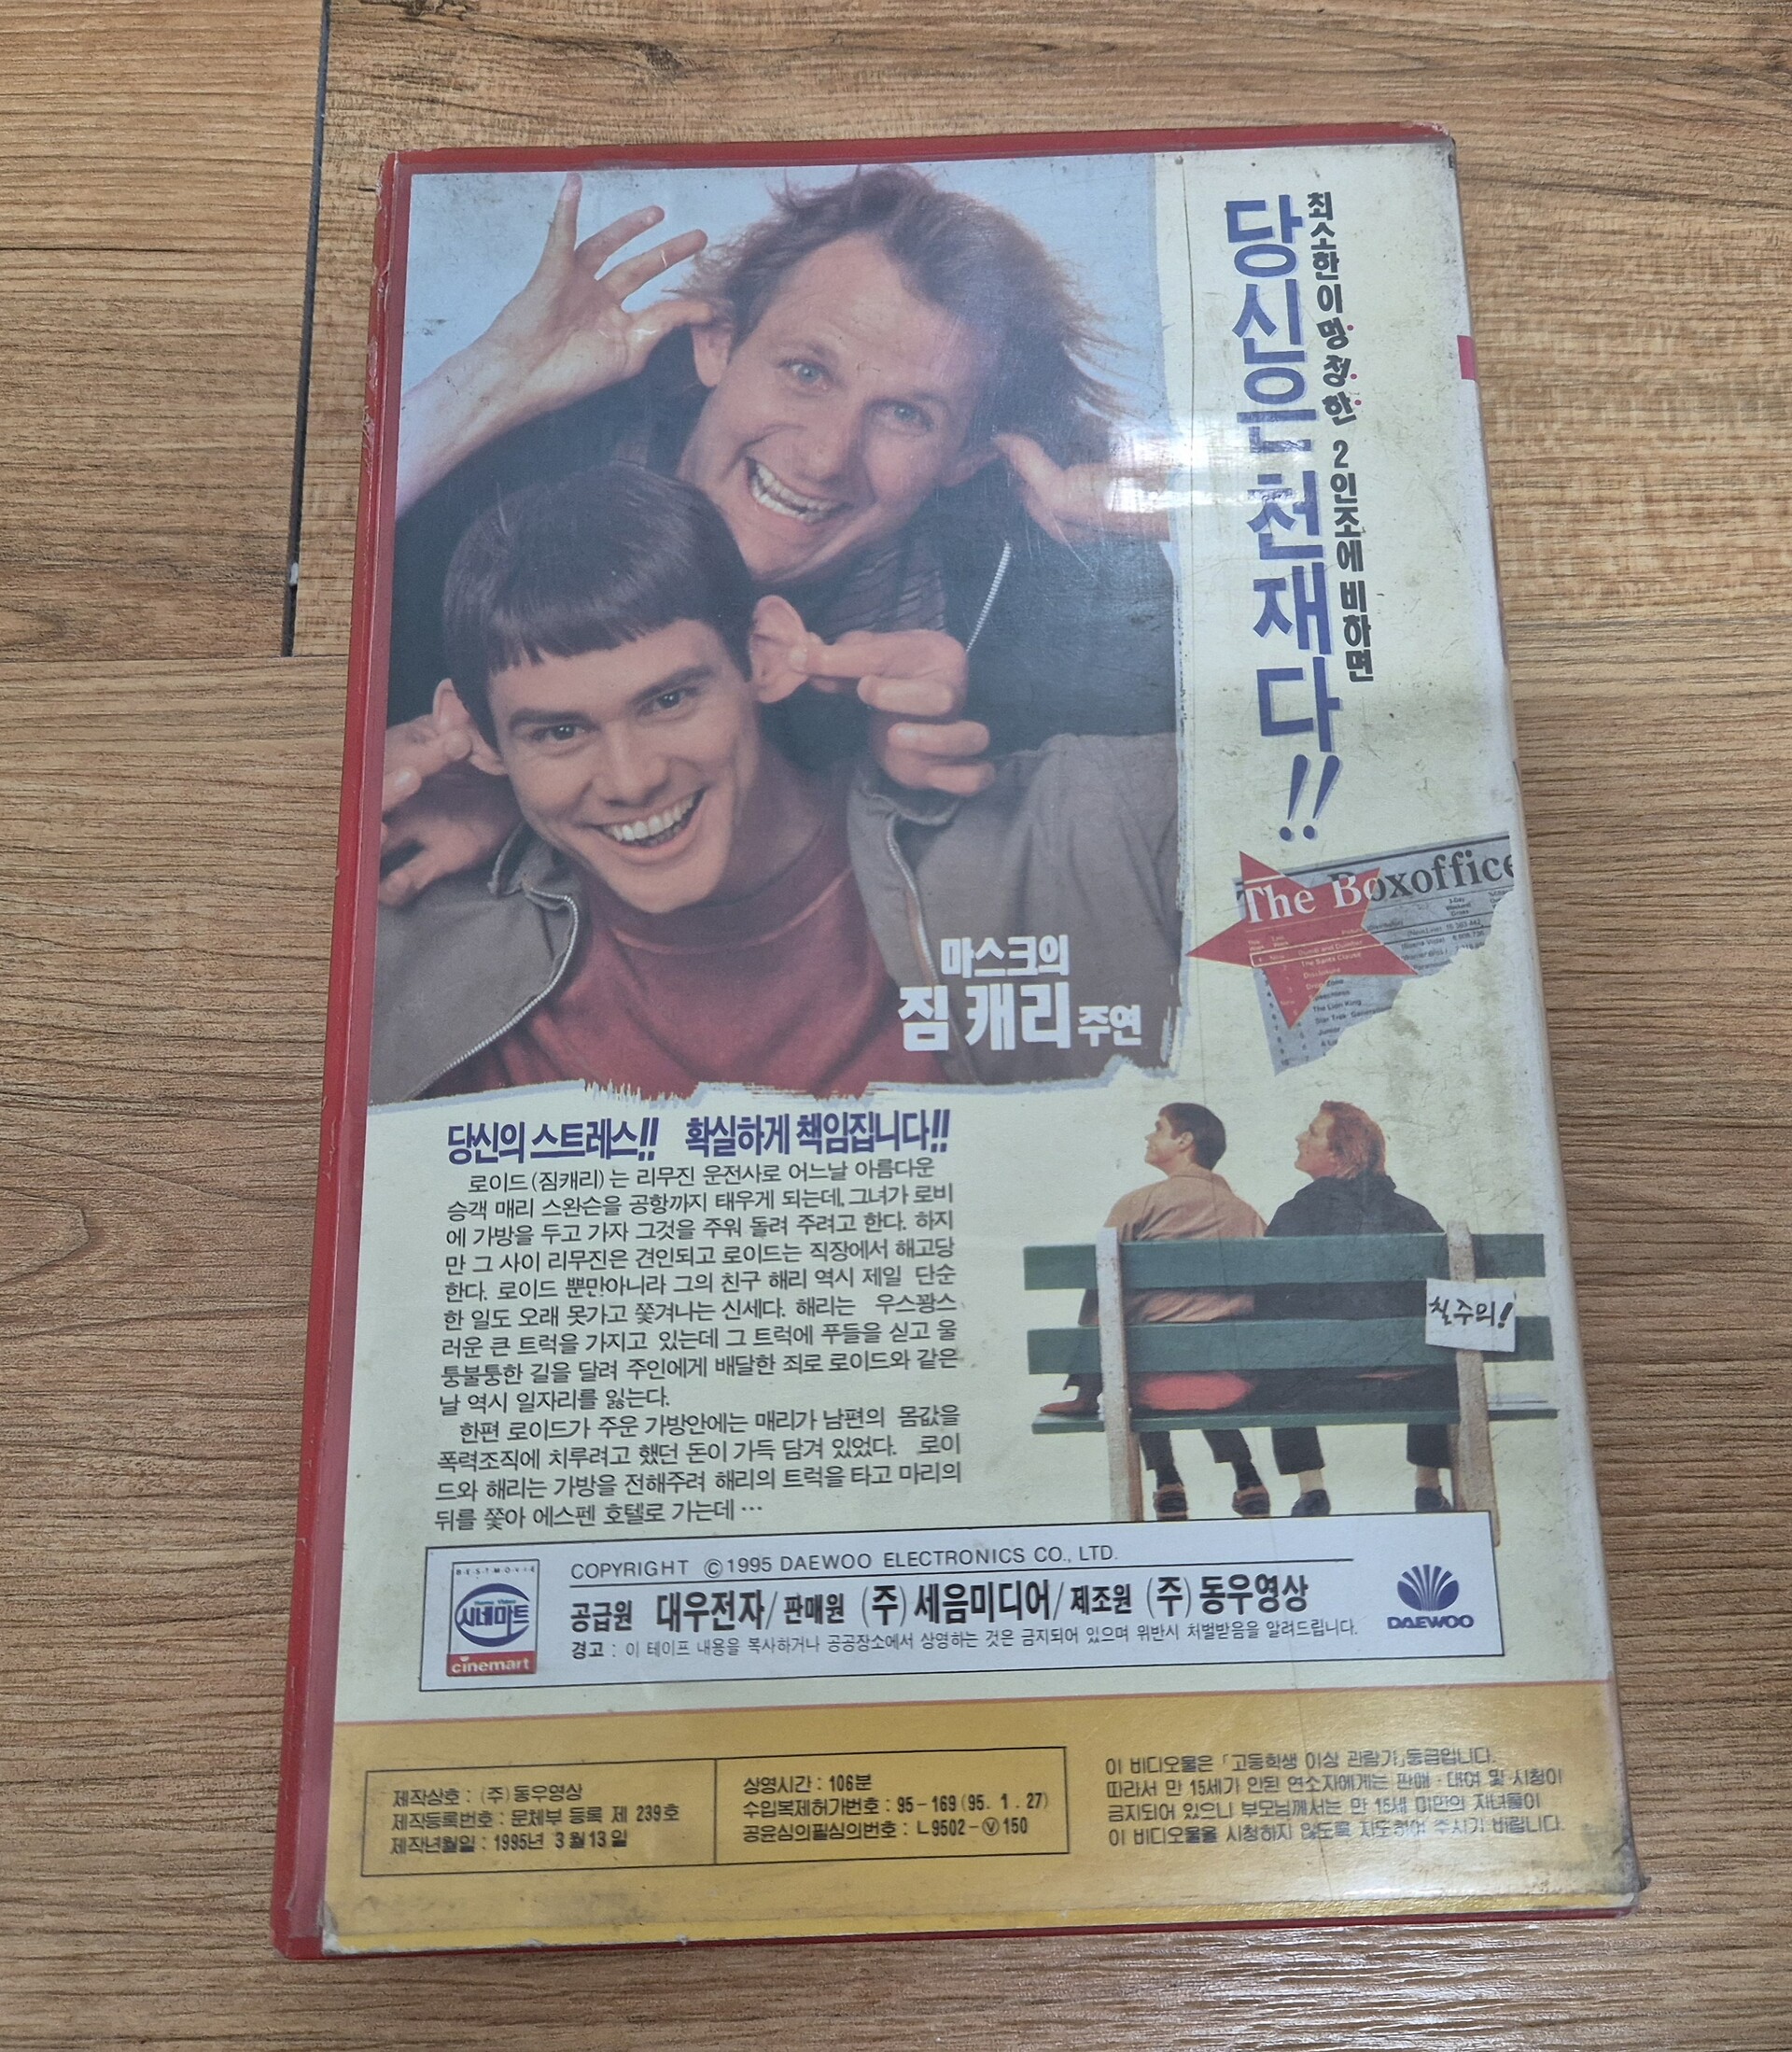 최소한 이 멍청한 2인조에 비하면
당신은 천재다!!
The Boxoffice
Dumb and Dumber
The Santa Clause
Disclosure
Drop Zone
The Lion King
Junior
마스크의
짐 캐리 주연
당신의 스트레스!! 확실하게 책임집니다!!
로이드(짐캐리)는 리무진 운전사로 어느날 아름다운
승객 매리 스완슨을 공항까지 태우게 되는데, 그녀가 로비
에 가방을 두고 가자 그것을 주워 돌려 주려고 한다. 하지
만 그 사이 리무진은 견인되고 로이드는 직장에서 해고당
한다. 로이드 뿐만아니라 그의 친구 해리 역시 제일 단순
한 일도 오래 못가고 쫓겨나는 신세다. 해리는 우스꽝스
러운 큰 트럭을 가지고 있는데 그 트럭에 푸들을 싣고 울
퉁불퉁한 길을 달려 주인에게 배달한 죄로 로이드와 같은
날 역시 일자리를 잃는다.
한편 로이드가 주운 가방안에는 매리가 남편의 몸값을
폭력조직에 치루려고 했던 돈이 가득 담겨 있었다. 로이
드와 해리는 가방을 전해주려 해리의 트럭을 타고 마리의
뒤를 쫓아 에스펜 호텔로 가는데 …
칠주의!
BESTMOVIE
시네마트
cinemart
COPYRIGHT ©1995 DAEWOO ELECTRONICS CO., LTD.
공급원 대우전자/판매원 (주)세음미디어/제조원 (주)동우영상
경고 : 이 테이프 내용을 복사하거나 공공장소에서 상영하는 것은 금지되어 있으며 위반시 처벌받음을 알려드립니다.
DAEWOO
제작상호 : (주)동우영상
제작등록번호 : 문체부 등록 제 239호
제작년월일 : 1995년 3월13일
상영시간 : 106분
수입복제허가번호 : 95-169(95. 1. 27)
공윤심의필심의번호 : ㄴ9502-Ⓥ150
이 비디오물은 「고등학생 이상 관람가」등급입니다.
따라서 만 15세가 안된 연소자에게는 판매·대여 및 시청이
금지되어 있으니 부모님께서는 만 15세 미만의 자녀들이
이 비디오물을 시청하지 않도록 지도하여 주시기 바랍니다.